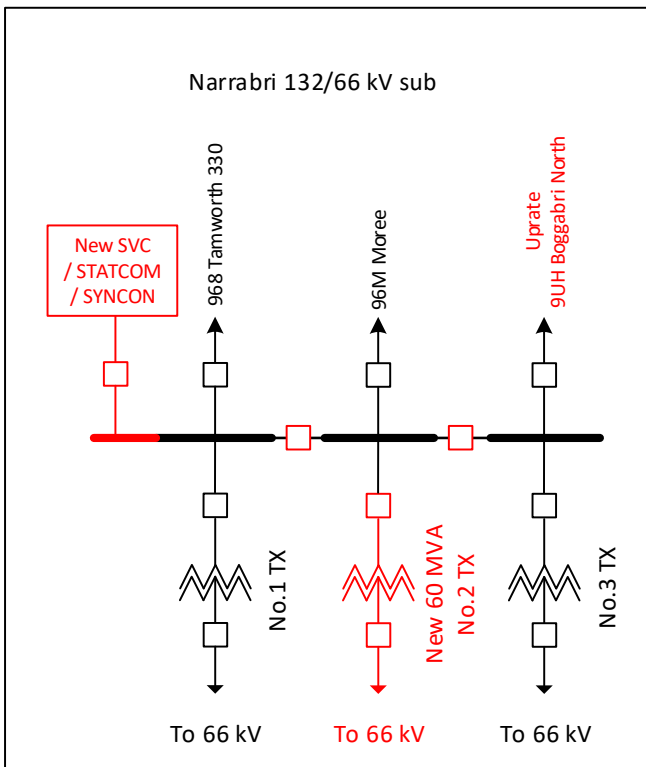 Narrabri 132/66 kV sub
New SVC
/ STATCOM
/ SYNCON
968 Tamworth 330
96M Moree
Uprate
9UH Boggabri North
No.1 TX
New 60 MVA
No.2 TX
No.3 TX
To 66 kV
To 66 kV
To 66 kV